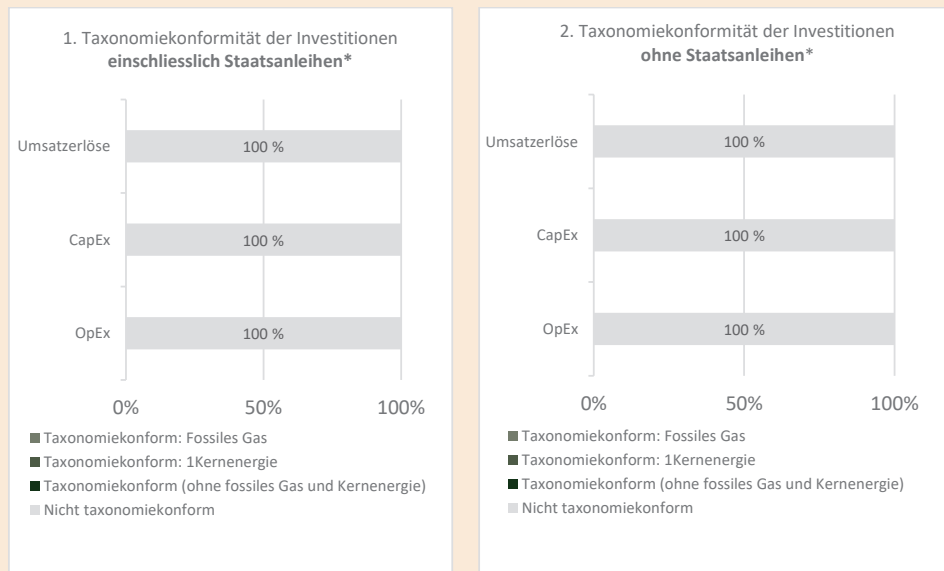 1. Taxonomiekonformität der Investitionen
einschliesslich Staatsanleihen*
Umsatzerlöse
100 %
CapEx
100 %
OpEx
100 %
0%
50%
100%
Taxonomiekonform: Fossiles Gas
Taxonomiekonform: 1Kernenergie
Taxonomiekonform (ohne fossiles Gas und Kernenergie)
Nicht taxonomiekonform
2. Taxonomiekonformität der Investitionen
ohne Staatsanleihen*
Umsatzerlöse
100 %
CapEx
100 %
OpEx
100 %
0%
50%
100%
Taxonomiekonform: Fossiles Gas
Taxonomiekonform: 1Kernenergie
Taxonomiekonform (ohne fossiles Gas und Kernenergie)
Nicht taxonomiekonform